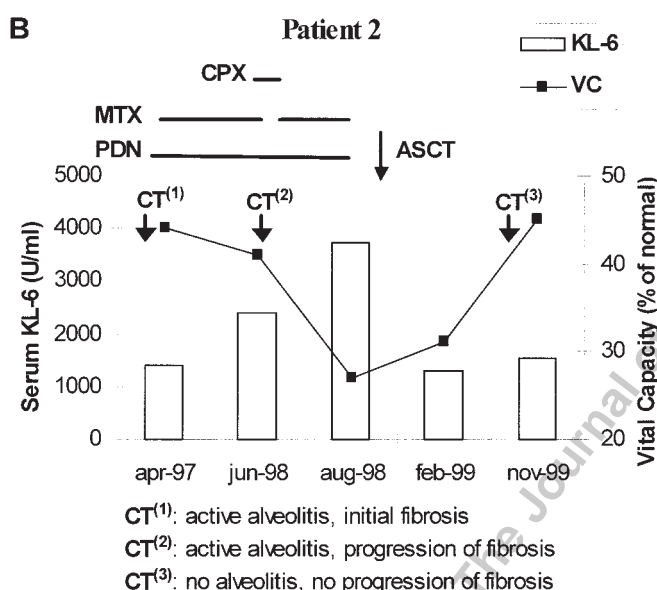 B
Patient 2
KL-6
VC
CPX
MTX
PDN
ASCT
5000
4000
3000
2000
1000
0
Serum KL-6 (U/ml)
50
40
30
20
Vital Capacity (% of normal)
CT(1)
CT(2)
CT(3)
apr-97 jun-98 aug-98 feb-99 nov-99
CT(1): active alveolitis, initial fibrosis
CT(2): active alveolitis, progression of fibrosis
CT(3): no alveolitis, no progression of fibrosis
The Journal